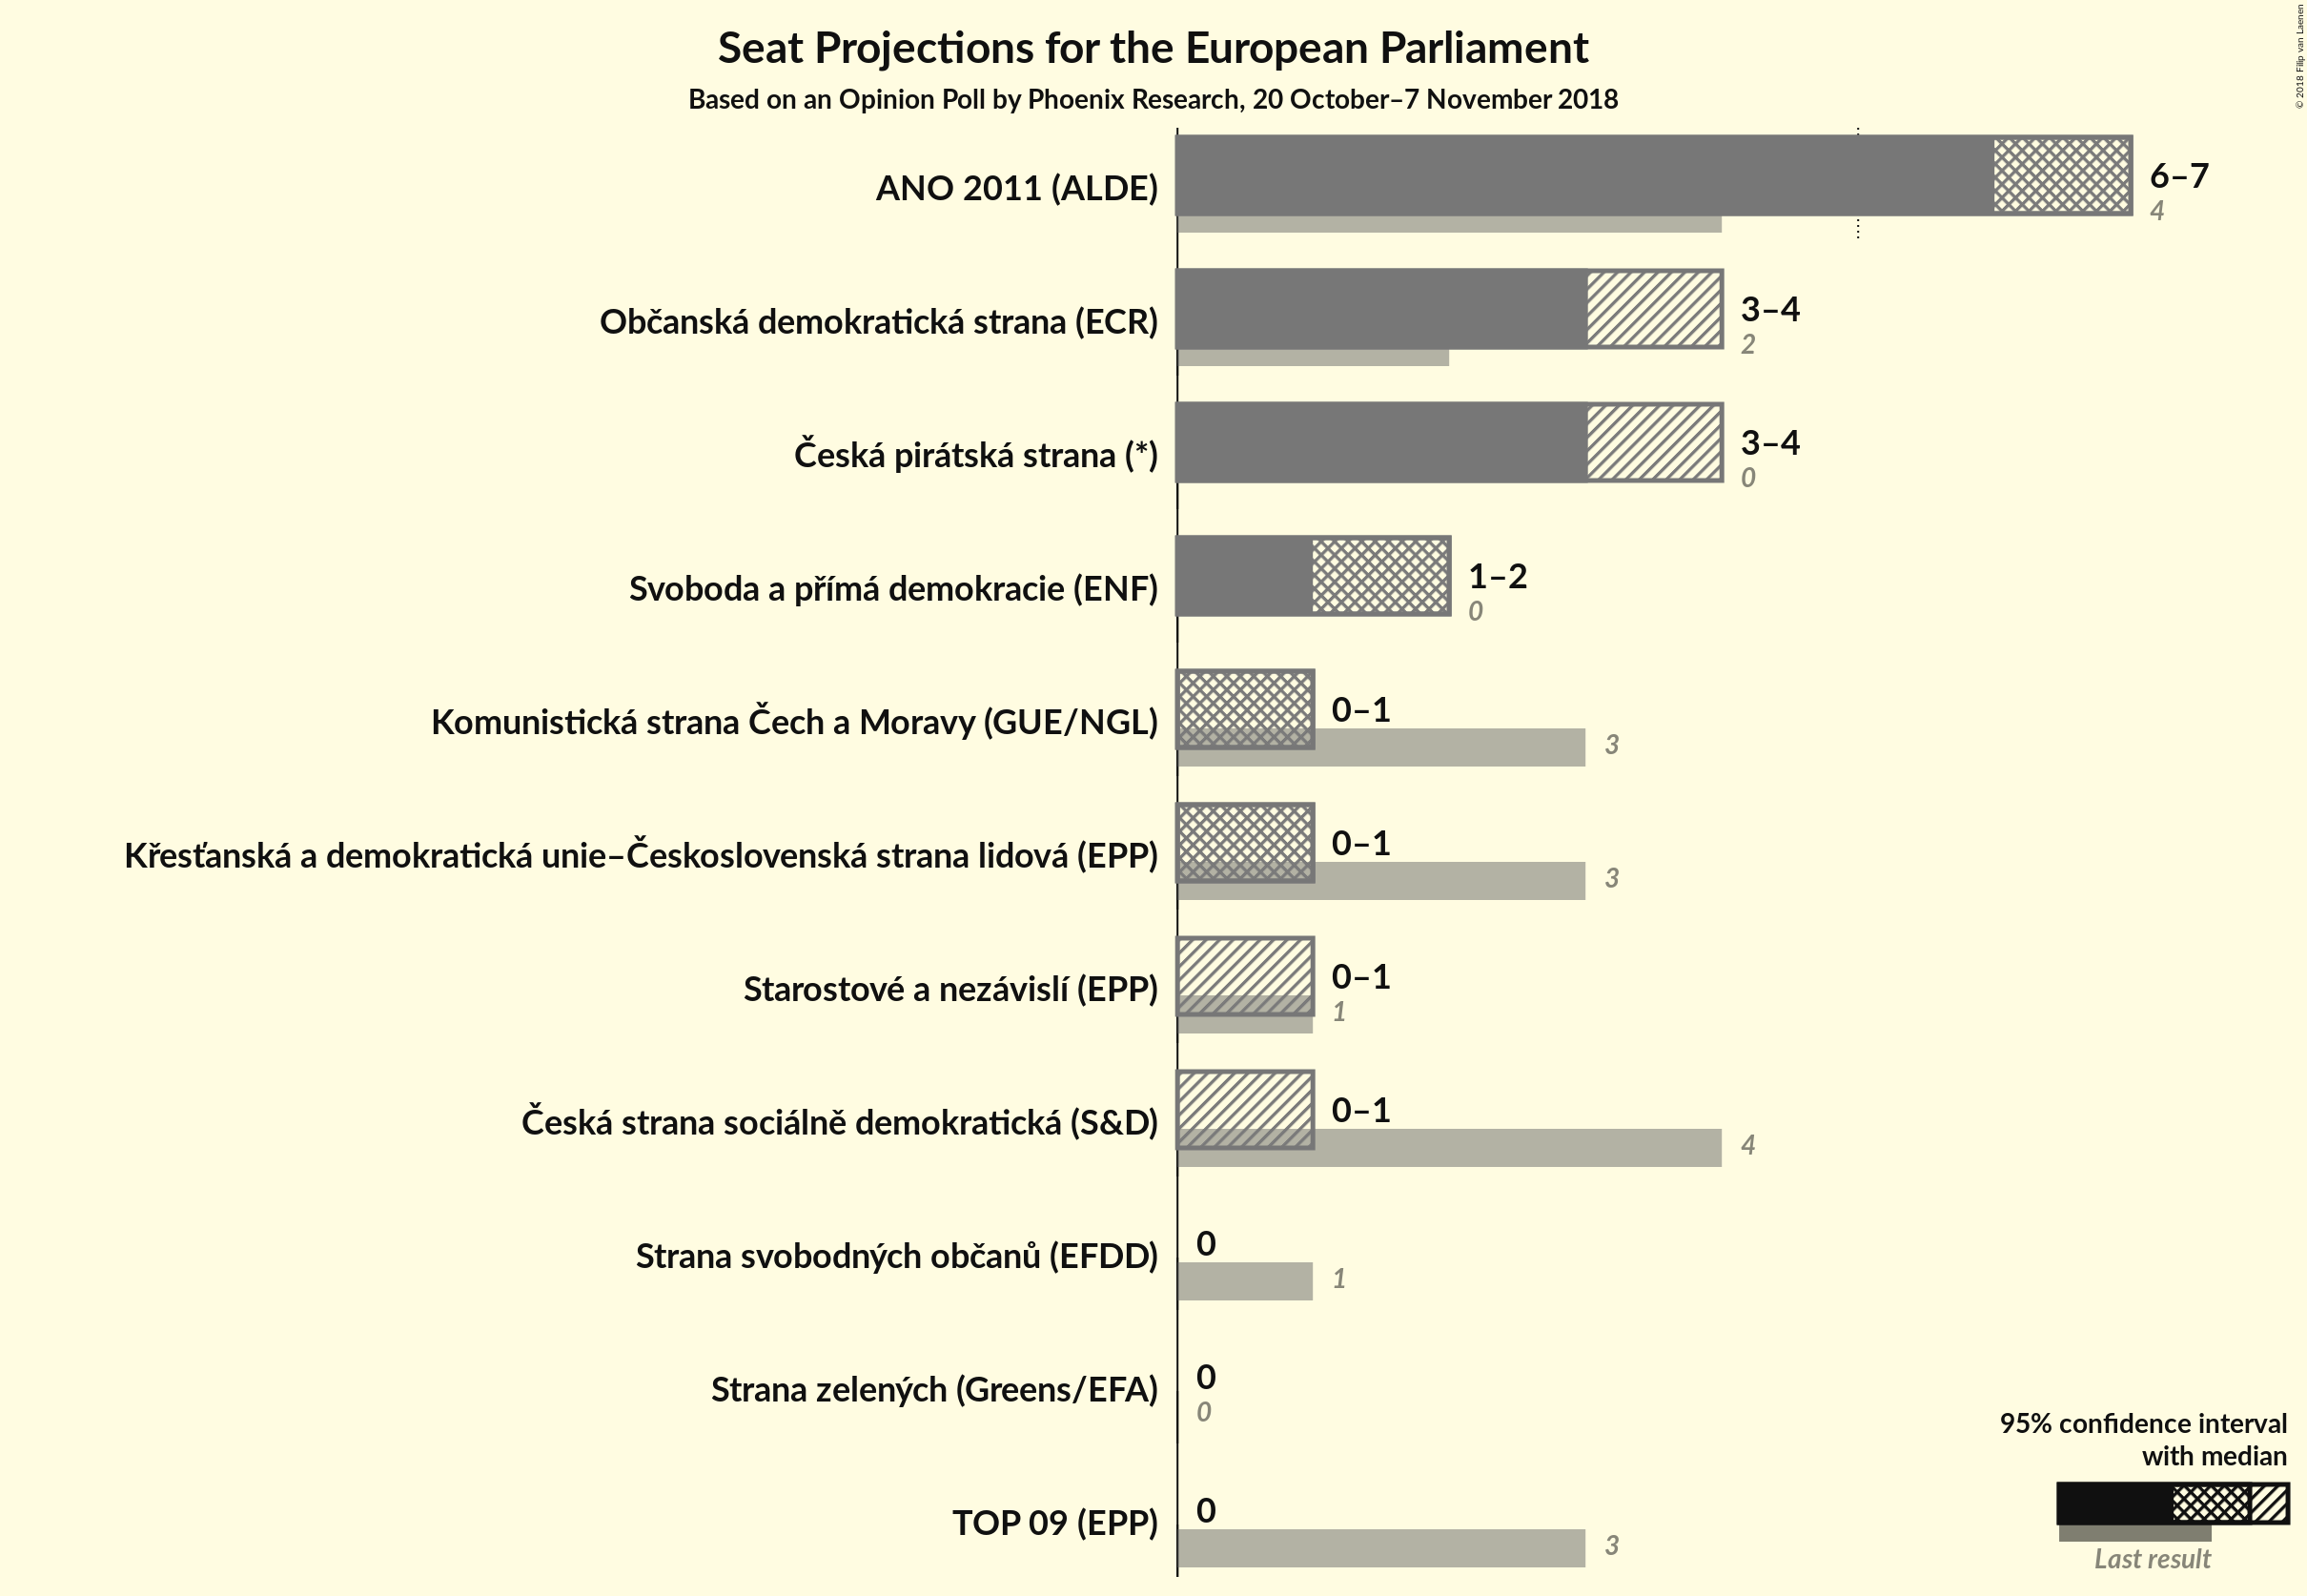 Seat Projections for the European Parliament
Based on an Opinion Poll by Phoenix Research, 20 October–7 November 2018
© 2018 Filip van Laenen
ANO 2011 (ALDE)
6–7
4
Občanská demokratická strana (ECR)
3–4
2
Česká pirátská strana (*)
3–4
0
Svoboda a přímá demokracie (ENF)
1–2
0
Komunistická strana Čech a Moravy (GUE/NGL)
0–1
3
Křesťanská a demokratická unie–Československá strana lidová (EPP)
0–1
3
Starostové a nezávislí (EPP)
0–1
1
Česká strana sociálně demokratická (S&D)
0–1
4
Strana svobodných občanů (EFDD)
0
1
Strana zelených (Greens/EFA)
0
0
TOP 09 (EPP)
0
3
95% confidence interval
with median
Last result